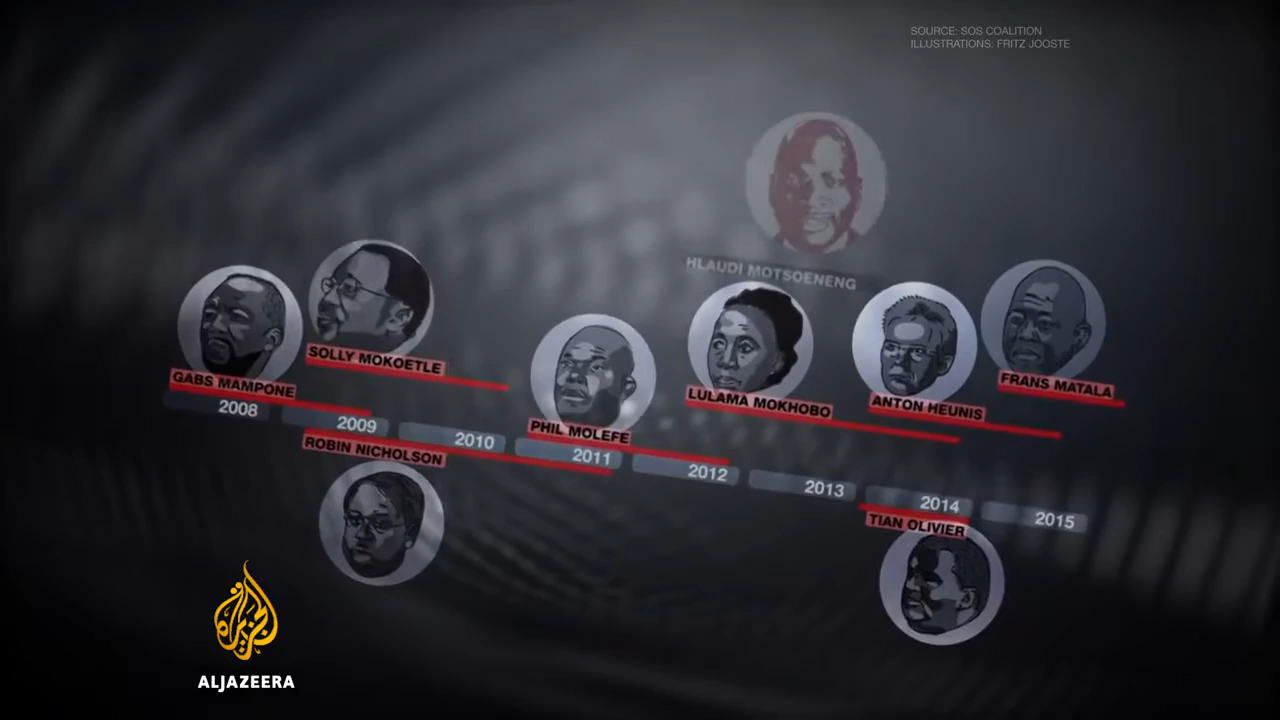 SOURCE: SOS COALITION
ILLUSTRATIONS: FRITZ JOOSTE
HLAUDI MOTSOENENG
SOLLY MOKOETLE
GABS MAMPONE
FRANS MATALA
LULAMA MOKHOBO
ANTON HEUNIS
PHIL MOLEFE
2008
2009
2010
2011
2012
2013
2014
2015
ROBIN NICHOLSON
TIAN OLIVIER
الجزيرة
ALJAZEERA